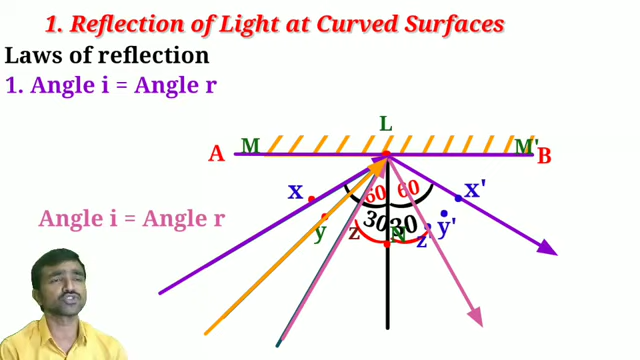 1. Reflection of Light at Curved Surfaces
Laws of reflection
1. Angle i = Angle r
L
A M M' B
x 60 60 x'
Angle i = Angle r
y z 30 N 30 z' y'